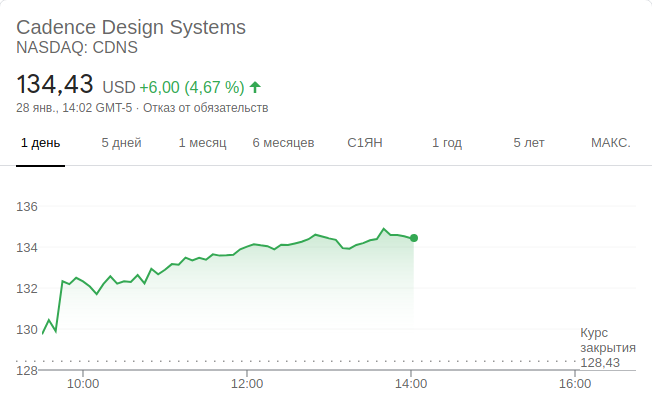 Cadence Design Systems
NASDAQ: CDNS
134,43 USD +6,00 (4,67 %)
28 янв., 14:02 GMT-5 · Отказ от обязательств
1 день 5 дней 1 месяц 6 месяцев С1ЯН 1 год 5 лет МАКС.
136
134
132
130
128
Курс
закрытия
128,43
10:00 12:00 14:00 16:00